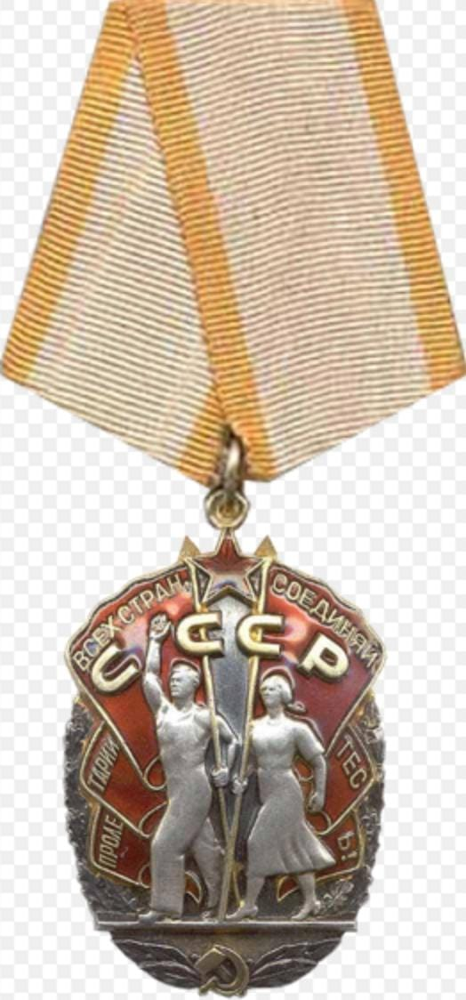 ПРОЛЕ-
ТАРИИ
ВСЕХ СТРАН,
СОЕДИНЯЙ
ТЕС
Ь!
СССР